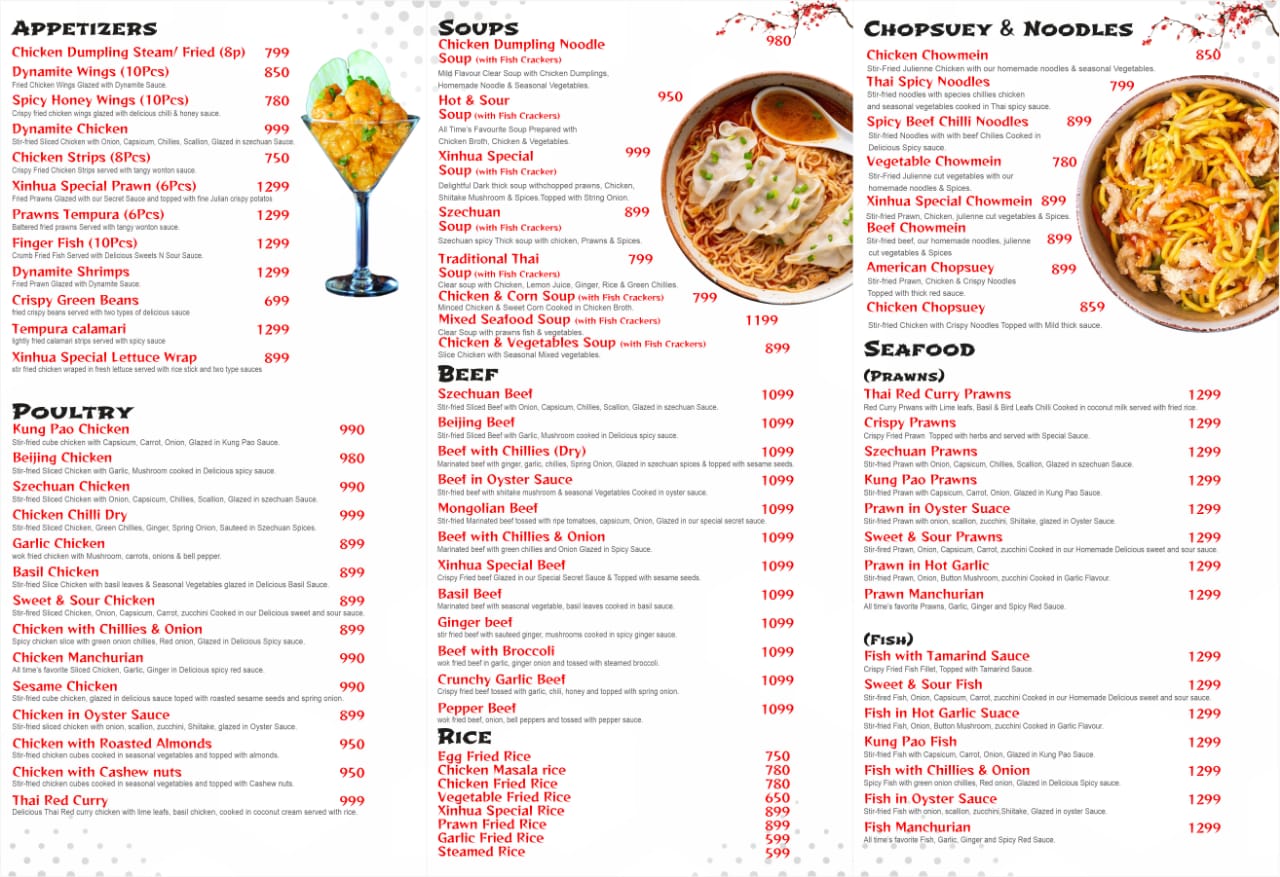 APPETIZERS
Chicken Dumpling Steam/ Fried (8p) 799
Dynamite Wings (10Pcs) 850
Fried Chicken Wings Glazed with Dynamite Sauce.
Spicy Honey Wings (10Pcs) 780
Crispy fried chicken wings glazed with delicious chilli & honey sauce.
Dynamite Chicken 999
Stir-fried Sliced Chicken with Onion, Capsicum, Chilles, Scallion, Glazed in szechuan Sauce.
Chicken Strips (8Pcs) 750
Crispy Fried Chicken Strips served with tangy wonton sauce.
Xinhua Special Prawn (6Pcs) 1299
Fried Prawns Glazed with our Secret Sauce and topped with fine Julian crispy potatos
Prawns Tempura (6Pcs) 1299
Battered fried prawns Served with tangy wonton sauce.
Finger Fish (10Pcs) 1299
Crumb Fried Fish Served with Delicious Sweets N Sour Sauce.
Dynamite Shrimps 1299
Fried Prawn Glazed with Dynamite Sauce.
Crispy Green Beans 699
fried crispy beans served with two types of delicious sauce
Tempura calamari 1299
lightly fried calamari strips served with spicy sauce
Xinhua Special Lettuce Wrap 899
stir fried chicken wraped in fresh lettuce served with rice stick and two type sauces
POULTRY
Kung Pao Chicken 990
Stir-fried cube chicken with Capsicum, Carrot, Onion, Glazed in Kung Pao Sauce.
Beijing Chicken 980
Stir-fried Sliced Chicken with Garlic, Mushroom cooked in Delicious spicy sauce.
Szechuan Chicken 990
Stir-fried Sliced Chicken with Onion, Capsicum, Chillies, Scallion, Glazed in szechuan Sauce.
Chicken Chilli Dry 999
Stir-fried Sliced Chicken, Green Chillies, Ginger, Spring Onion, Sauteed in Szechuan Spices.
Garlic Chicken 899
wok fried chicken with Mushroom, carrots, onions & bell pepper.
Basil Chicken 899
Stir-fried Slice Chicken with basil leaves & Seasonal Vegetables glazed in Delicious Basil Sauce.
Sweet & Sour Chicken 899
Stir-fired Sliced Chicken, Onion, Capsicum, Carrot, zucchini Cooked in our Delicious sweet and sour sauce.
Chicken with Chillies & Onion 899
Spicy chicken slice with green onion chillies, Red onion, Glazed in Delicious Spicy sauce.
Chicken Manchurian 990
All time's favorite Sliced Chicken, Garlic, Ginger in Delicious spicy red sauce.
Sesame Chicken 990
Stir-fried cube chicken, glazed in delicious sauce toped with roasted sesame seeds and spring onion.
Chicken in Oyster Sauce 899
Stir-fried sliced chicken with onion, scallion, zucchini, Shiitake, glazed in Oyster Sauce.
Chicken with Roasted Almonds 950
Stir-fried chicken cubes cooked in seasonal vegetables and topped with almonds.
Chicken with Cashew nuts 950
Stir-fried chicken cubes cooked in seasonal vegetables and topped with Cashew nuts.
Thai Red Curry 999
Delicious Thai Red curry chicken with lime leafs, basil chicken, cooked in coconut cream served with rice.
SOUPS
Chicken Dumpling Noodle 980
Soup (with Fish Crackers)
Mild Flavour Clear Soup with Chicken Dumplings,
Homemade Noodle & Seasonal Vegetables.
Hot & Sour 950
Soup (with Fish Crackers)
All Time's Favourite Soup Prepared with
Chicken Broth, Chicken & Vegetables.
Xinhua Special 999
Soup (with Fish Cracker)
Delightful Dark thick soup withchopped prawns, Chicken,
Shiitake Mushroom & Spices.Topped with String Onion.
Szechuan 899
Soup (with Fish Crackers)
Szechuan spicy Thick soup with chicken, Prawns & Spices.
Traditional Thai 799
Soup (with Fish Crackers)
Clear soup with Chicken, Lemon Juice, Ginger, Rice & Green Chillies.
Chicken & Corn Soup (with Fish Crackers) 799
Minced Chicken & Sweet Corn Cooked in Chicken Broth.
Mixed Seafood Soup (with Fish Crackers) 1199
Clear Soup with prawns fish & vegetables.
Chicken & Vegetables Soup (with Fish Crackers) 899
Slice Chicken with Seasonal Mixed vegetables.
BEEF
Szechuan Beef 1099
Stir-fried Sliced Beef with Onion, Capsicum, Chillies, Scallion, Glazed in szechuan Sauce.
Beijing Beef 1099
Stir-fried Sliced Beef with Garlic, Mushroom cooked in Delicious spicy sauce.
Beef with Chillies (Dry) 1099
Marinated beef with ginger, garlic, chillies, Spring Onion, Glazed in szechuan spices & topped with sesame seeds.
Beef in Oyster Sauce 1099
Stir-fried beef with shiitake mushroom & seasonal Vegetables Cooked in oyster sauce.
Mongolian Beef 1099
Stir-fried Marinated beef tossed with ripe tomatoes, capsicum, Onion, Glazed in our special secret sauce.
Beef with Chillies & Onion 1099
Marinated beef with green chillies and Onion Glazed in Spicy Sauce.
Xinhua Special Beef 1099
Crispy Fried beef Glazed in our Special Secret Sauce & Topped with sesame seeds.
Basil Beef 1099
Marinated beef with seasonal vegetable, basil leaves cooked in basil sauce.
Ginger beef 1099
stir fried beef with sauteed ginger, mushrooms cooked in spicy ginger sauce.
Beef with Broccoli 1099
wok fried beef in garlic, ginger onion and tossed with steamed broccoli.
Crunchy Garlic Beef 1099
Crispy fried beef tossed with garlic, chili, honey and topped with spring onion.
Pepper Beef 1099
wok fried beef, onion, bell peppers and tossed with pepper sauce.
RICE
Egg Fried Rice 750
Chicken Masala rice 780
Chicken Fried Rice 780
Vegetable Fried Rice 650
Xinhua Special Rice 899
Prawn Fried Rice 899
Garlic Fried Rice 599
Steamed Rice 599
CHOPSUEY & NOODLES
Chicken Chowmein 850
Stir-Fried Julienne Chicken with our homemade noodles & seasonal Vegetables.
Thai Spicy Noodles 799
Stir-fried noodles with species chillies chicken
and seasonal vegetables cooked in Thai spicy sauce.
Spicy Beef Chilli Noodles 899
Stir-fried Noodles with with beef Chilies Cooked in
Delicious Spicy sauce.
Vegetable Chowmein 780
Stir-Fried Julienne cut vegetables with our
homemade noodles & Spices.
Xinhua Special Chowmein 899
Stir-fried Prawn, Chicken, julienne cut vegetables & Spices.
Beef Chowmein
Stir-fried beef, our homemade noodles, julienne 899
cut vegetables & Spices
American Chopsuey 899
Stir-fried Prawn, Chicken & Crispy Noodles
Topped with thick red sauce.
Chicken Chopsuey 859
Stir-fried Chicken with Crispy Noodles Topped with Mild thick sauce.
SEAFOOD
(PRAWNS)
Thai Red Curry Prawns 1299
Red Curry Prwans with Lime leafs, Basil & Bird Leafs Chilli Cooked in coconut milk served with fried rice.
Crispy Prawns 1299
Crispy Fried Prawn Topped with herbs and served with Special Sauce.
Szechuan Prawns 1299
Stir-fried Prawn with Onion, Capsicum, Chillies, Scallion, Glazed in szechuan Sauce.
Kung Pao Prawns 1299
Stir-fried Prawn with Capsicum, Carrot, Onion, Glazed in Kung Pao Sauce.
Prawn in Oyster Suace 1299
Stir-fried Prawn with onion, scallion, zucchini, Shiitake, glazed in Oyster Sauce.
Sweet & Sour Prawns 1299
Stir-fired Prawn, Onion, Capsicum, Carrot, zucchini Cooked in our Homemade Delicious sweet and sour sauce.
Prawn in Hot Garlic 1299
Stir-fried Prawn, Onion, Button Mushroom, zucchini Cooked in Garlic Flavour.
Prawn Manchurian 1299
All time's favorite Prawns, Garlic, Ginger and Spicy Red Sauce.
(FISH)
Fish with Tamarind Sauce 1299
Crispy Fried Fish Fillet, Topped with Tamarind Sauce.
Sweet & Sour Fish 1299
Stir-fired Fish, Onion, Capsicum, Carrot, zucchini Cooked in our Homemade Delicious sweet and sour sauce.
Fish in Hot Garlic Suace 1299
Stir-fried Fish, Onion, Button Mushroom, zucchini Cooked in Garlic Flavour.
Kung Pao Fish 1299
Stir-fried Fish with Capsicum, Carrot, Onion, Glazed in Kung Pao Sauce.
Fish with Chillies & Onion 1299
Spicy Fish with green onion chillies, Red onion, Glazed in Delicious Spicy sauce.
Fish in Oyster Sauce 1299
Stir-fried Fish with onion, scallion, zucchini,Shiitake, Glazed in oyster Sauce.
Fish Manchurian 1299
All time's favorite Fish, Garlic, Ginger and Spicy Red Sauce.